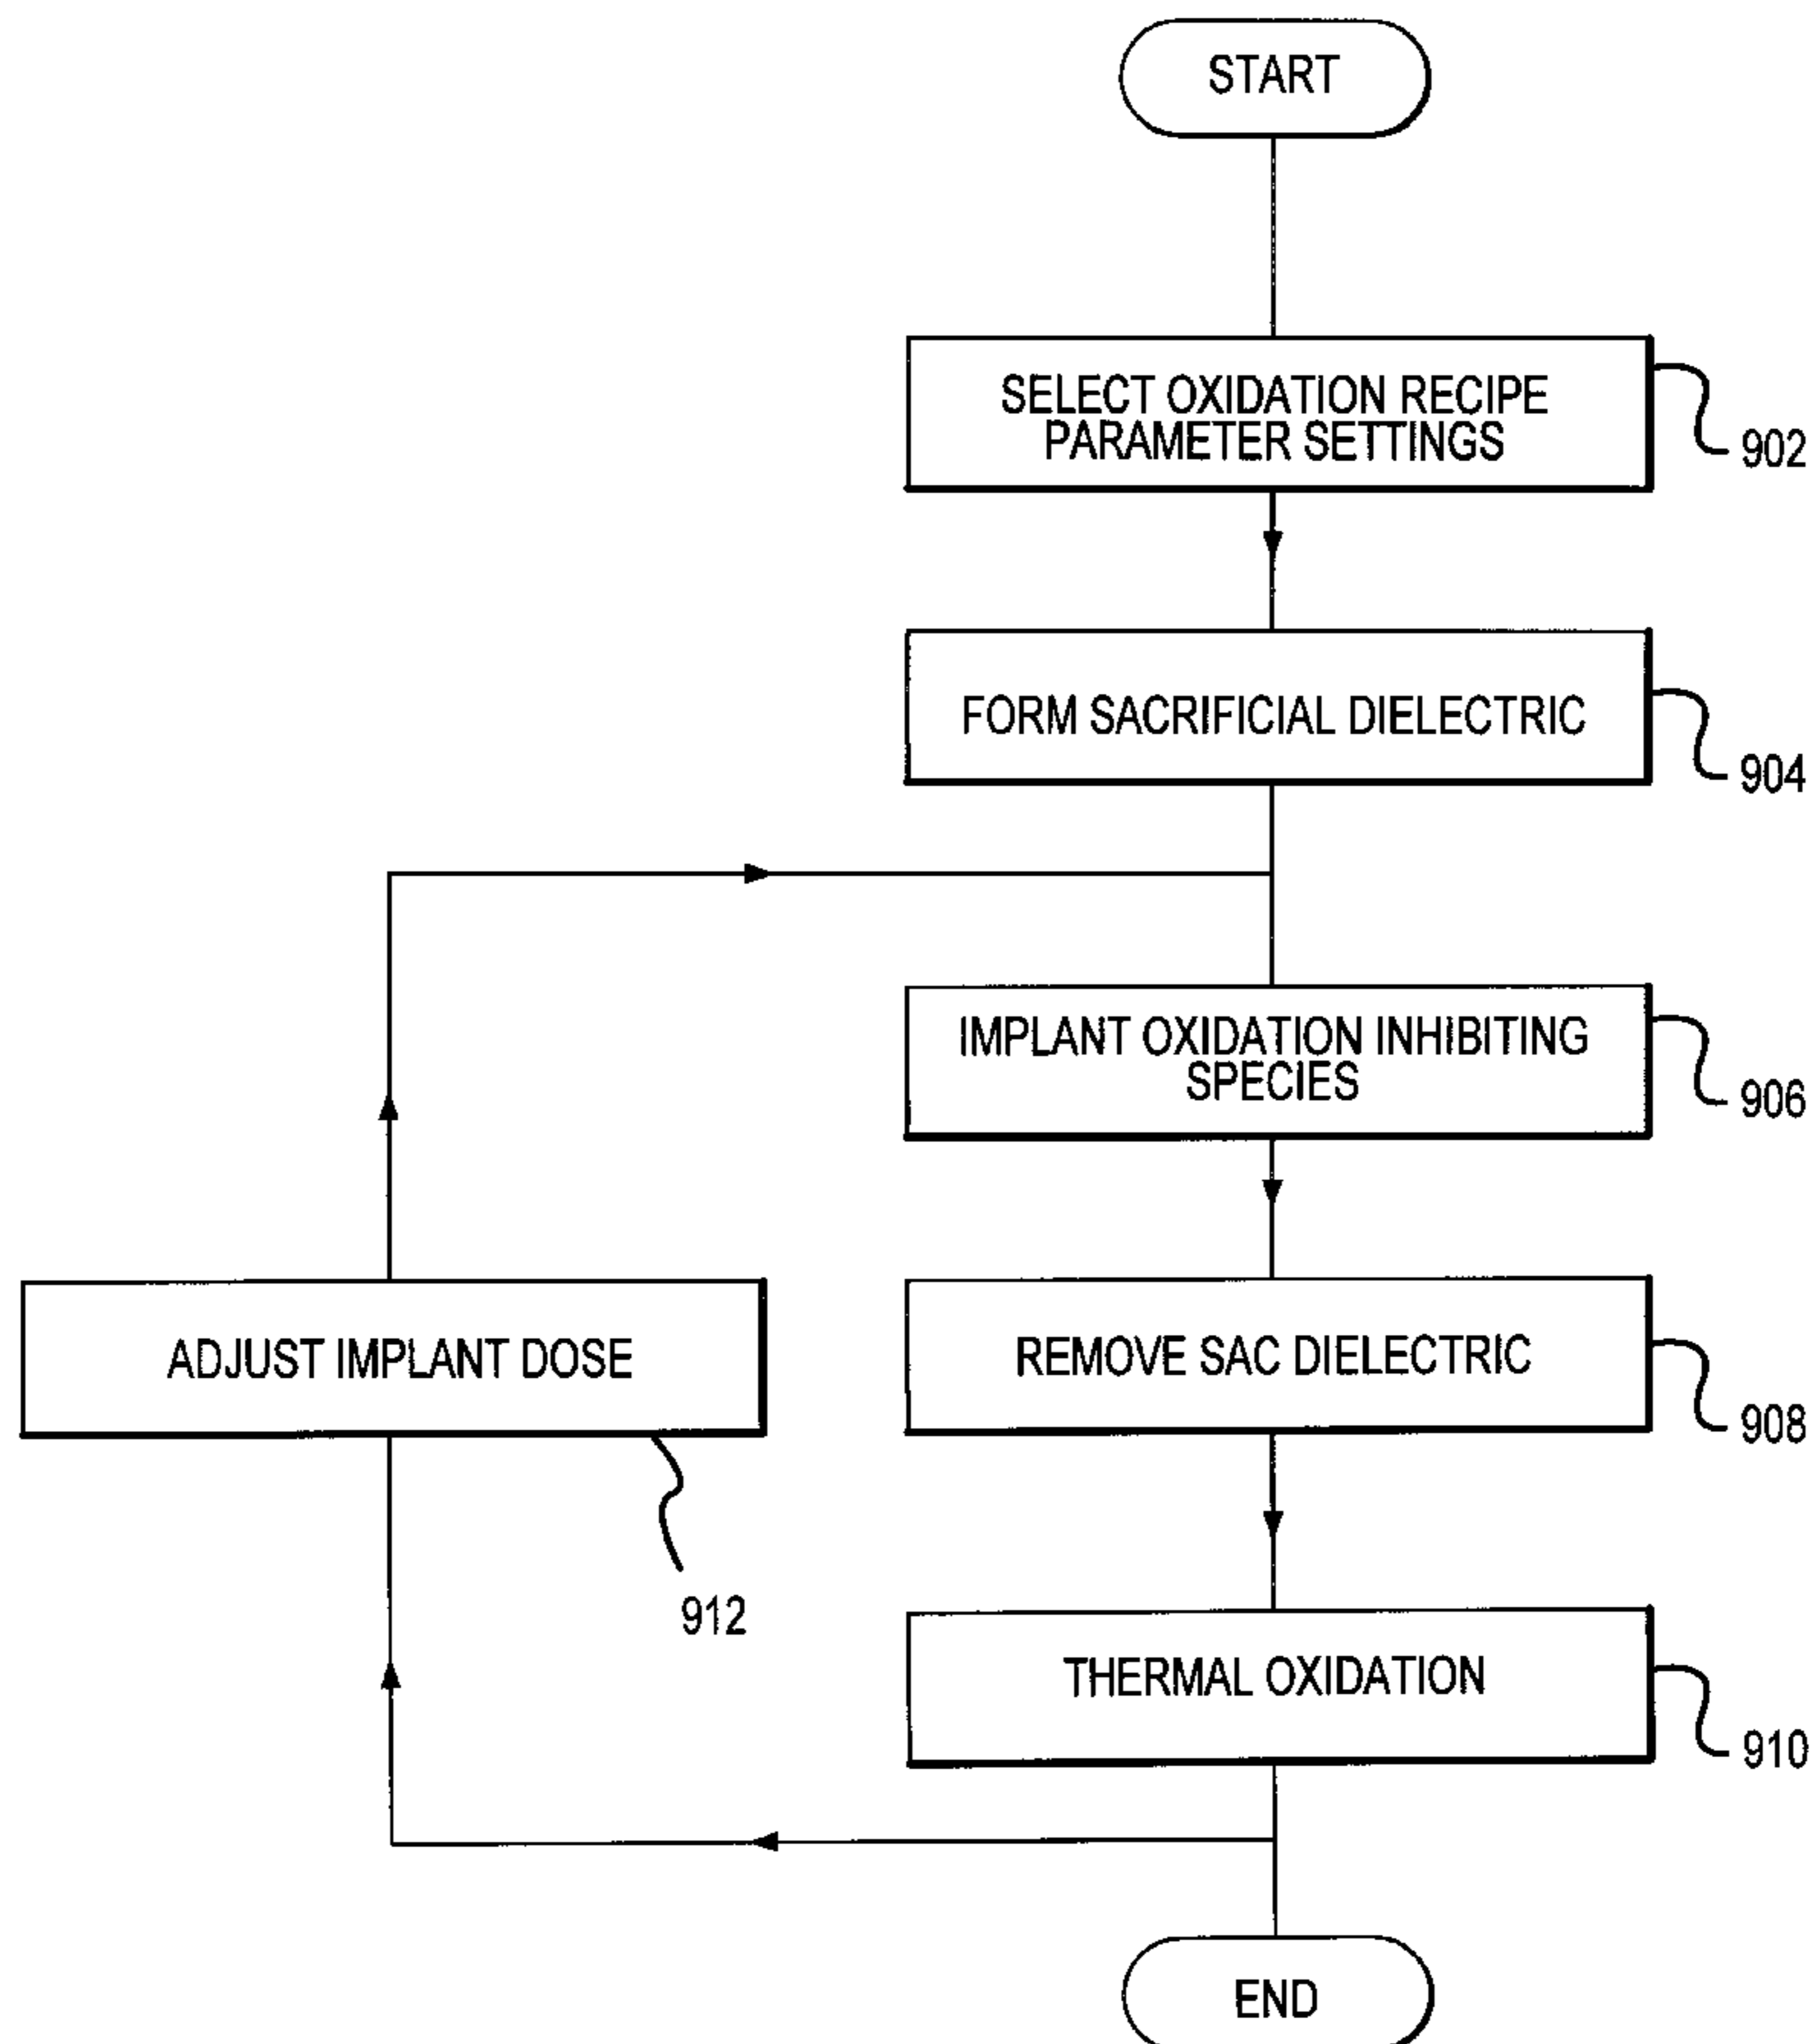 START
SELECT OXIDATION RECIPE
PARAMETER SETTINGS
902
FORM SACRIFICIAL DIELECTRIC
904
IMPLANT OXIDATION INHIBITING
SPECIES
906
ADJUST IMPLANT DOSE
912
REMOVE SAC DIELECTRIC
908
THERMAL OXIDATION
910
END